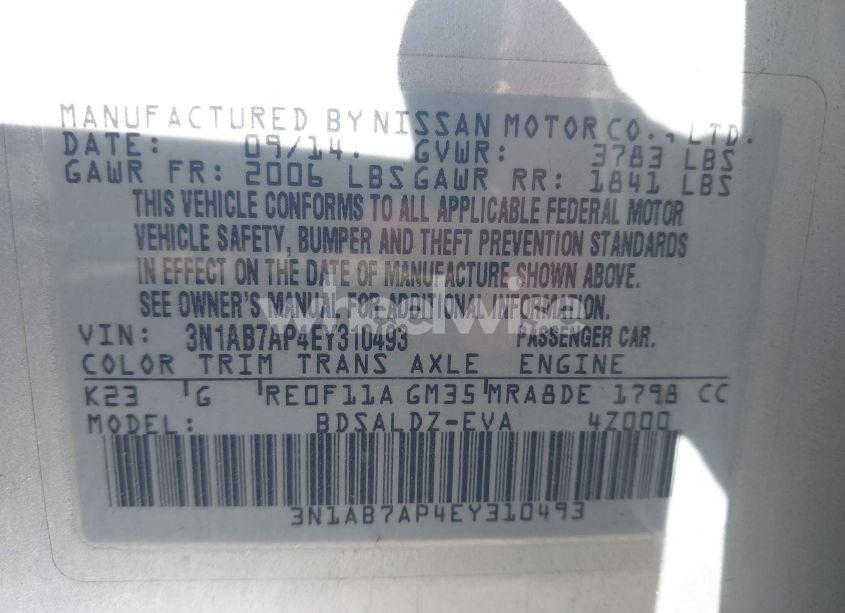 MANUFACTURED BY NISSAN MOTOR CO., LTD.
DATE: 09/14. GVWR: 3783 LBS
GAWR FR: 2006 LBS GAWR RR: 1841 LBS
THIS VEHICLE CONFORMS TO ALL APPLICABLE FEDERAL MOTOR
VEHICLE SAFETY, BUMPER AND THEFT PREVENTION STANDARDS
IN EFFECT ON THE DATE OF MANUFACTURE SHOWN ABOVE.
SEE OWNER'S MANUAL FOR ADDITIONAL INFORMATION.
wheelwise
VIN: 3N1AB7AP4EY310493 PASSENGER CAR.
COLOR TRIM TRANS AXLE ENGINE
K23 G RE0F11A GM35 MRA8DE 1798 CC
MODEL: BDSALDZ-EVA 4Z000
3N1AB7AP4EY310493